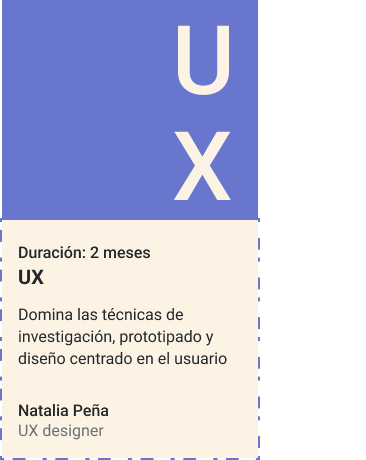 U
X
Duración: 2 meses
UX
Domina las técnicas de
investigación, prototipado y
diseño centrado en el usuario
Natalia Peña
UX designer